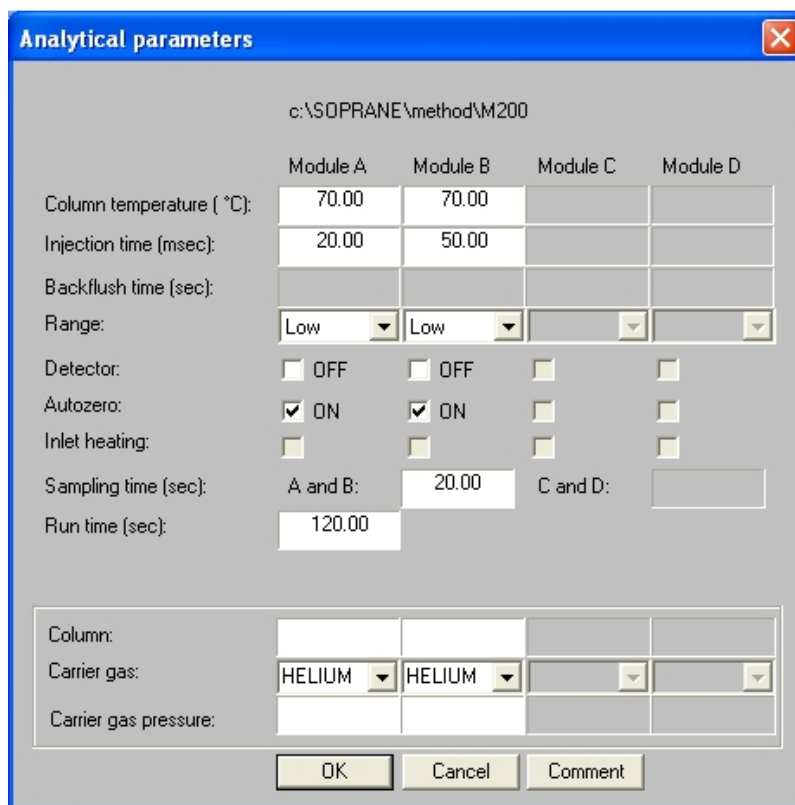 Analytical parameters
c:\SOPRANE\method\M200
Module A Module B Module C Module D
Column temperature ( °C): 70.00 70.00
Injection time (msec): 20.00 50.00
Backflush time (sec):
Range: Low Low
Detector: OFF OFF
Autozero: ON ON
Inlet heating:
Sampling time (sec): A and B: 20.00 C and D:
Run time (sec): 120.00
Column:
Carrier gas: HELIUM HELIUM
Carrier gas pressure:
OK Cancel Comment